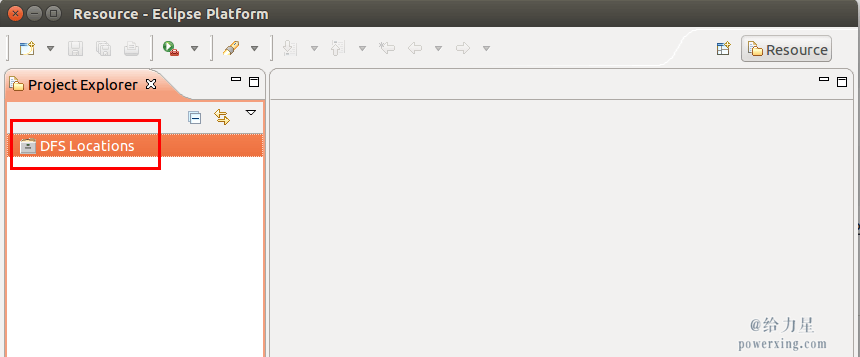 Resource - Eclipse Platform
Resource
Project Explorer
DFS Locations
@给力星
powerxing.com